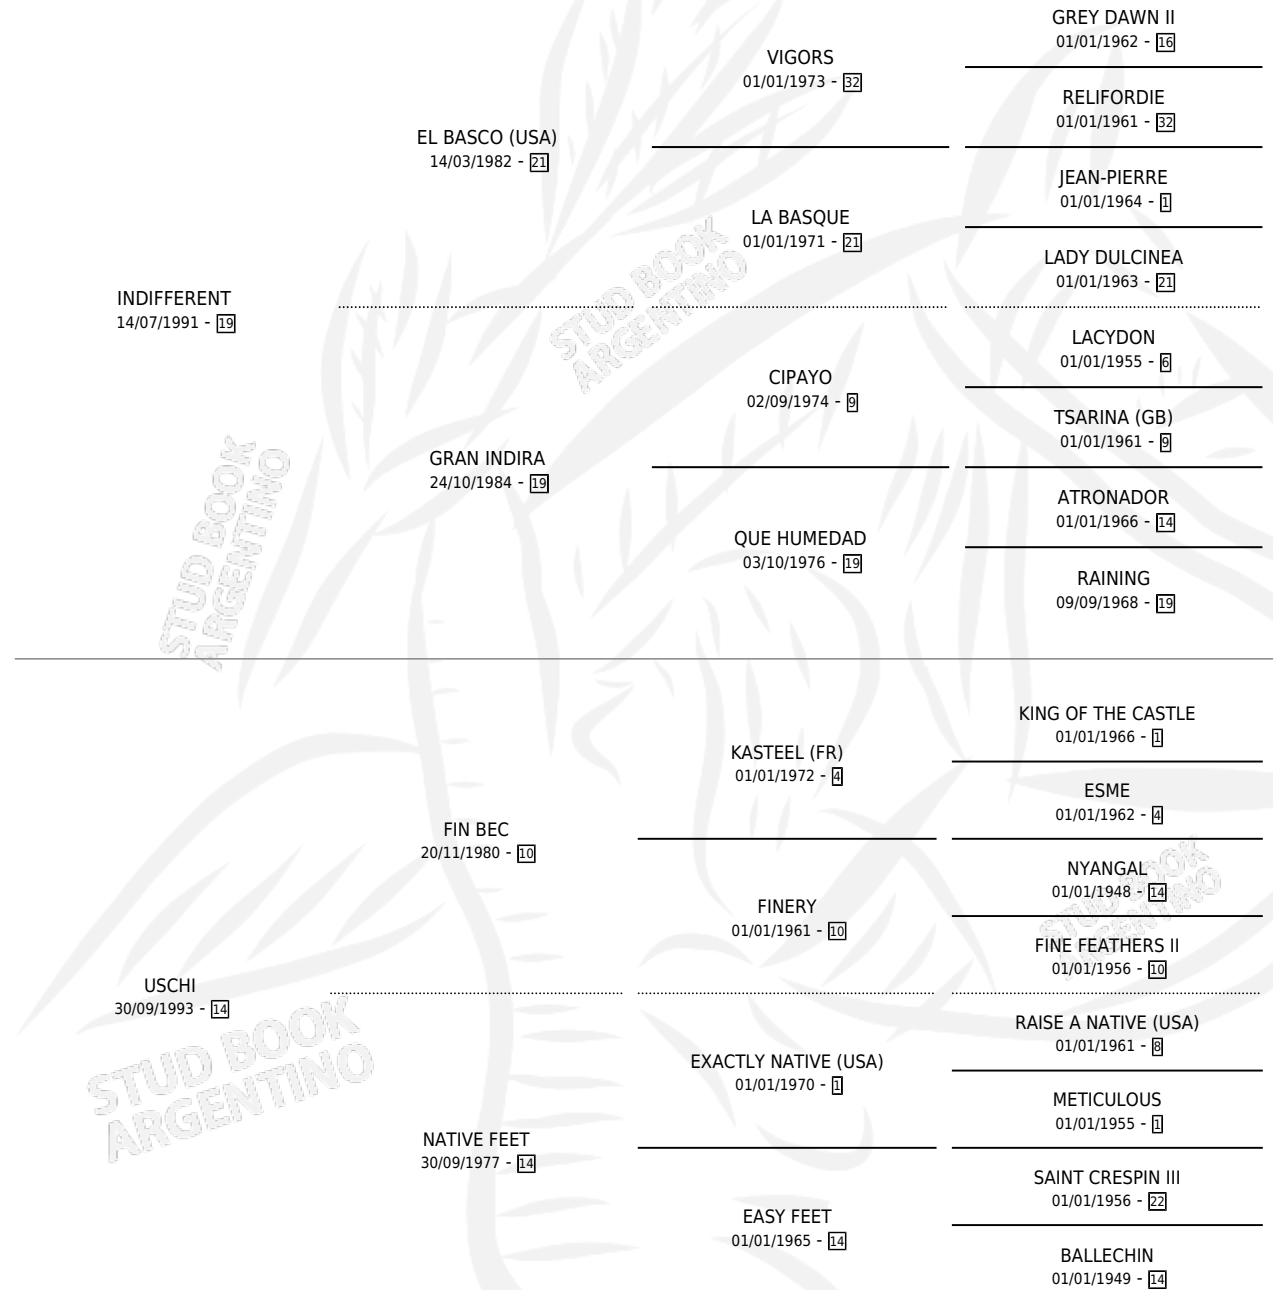 GREY DAWN II
01/01/1962 - 16
VIGORS
01/01/1973 - 32
RELIFORDIE
01/01/1961 - 32
EL BASCO (USA)
14/03/1982 - 21
JEAN-PIERRE
01/01/1964 - 1
LA BASQUE
01/01/1971 - 21
LADY DULCINEA
01/01/1963 - 21
INDIFFERENT
14/07/1991 - 19
STUD BOOK
ARGENTINO
LACYDON
01/01/1955 - 6
CIPAYO
02/09/1974 - 9
TSARINA (GB)
01/01/1961 - 9
GRAN INDIRA
24/10/1984 - 19
ATRONADOR
01/01/1966 - 14
QUE HUMEDAD
03/10/1976 - 19
RAINING
09/09/1968 - 19
STUD BOOK
ARGENTINO
KING OF THE CASTLE
01/01/1966 - 1
KASTEEL (FR)
01/01/1972 - 4
ESME
01/01/1962 - 4
FIN BEC
20/11/1980 - 10
NYANGAL
01/01/1948 - 14
FINERY
01/01/1961 - 10
STUD BOOK
ARGENTINO
FINE FEATHERS II
01/01/1956 - 10
USCHI
30/09/1993 - 14
STUD BOOK
ARGENTINO
RAISE A NATIVE (USA)
01/01/1961 - 8
EXACTLY NATIVE (USA)
01/01/1970 - 1
METICULOUS
01/01/1955 - 1
NATIVE FEET
30/09/1977 - 14
SAINT CRESPIN III
01/01/1956 - 22
EASY FEET
01/01/1965 - 14
BALLECHIN
01/01/1949 - 14